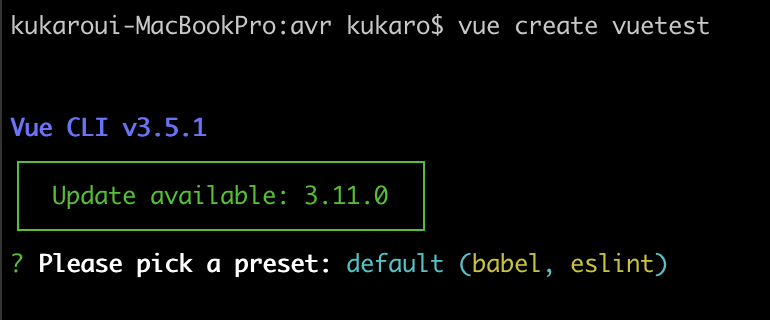 kukaroui-MacBookPro:avr kukaro$ vue create vuetest
Vue CLI v3.5.1
Update available: 3.11.0
? Please pick a preset: default (babel, eslint)